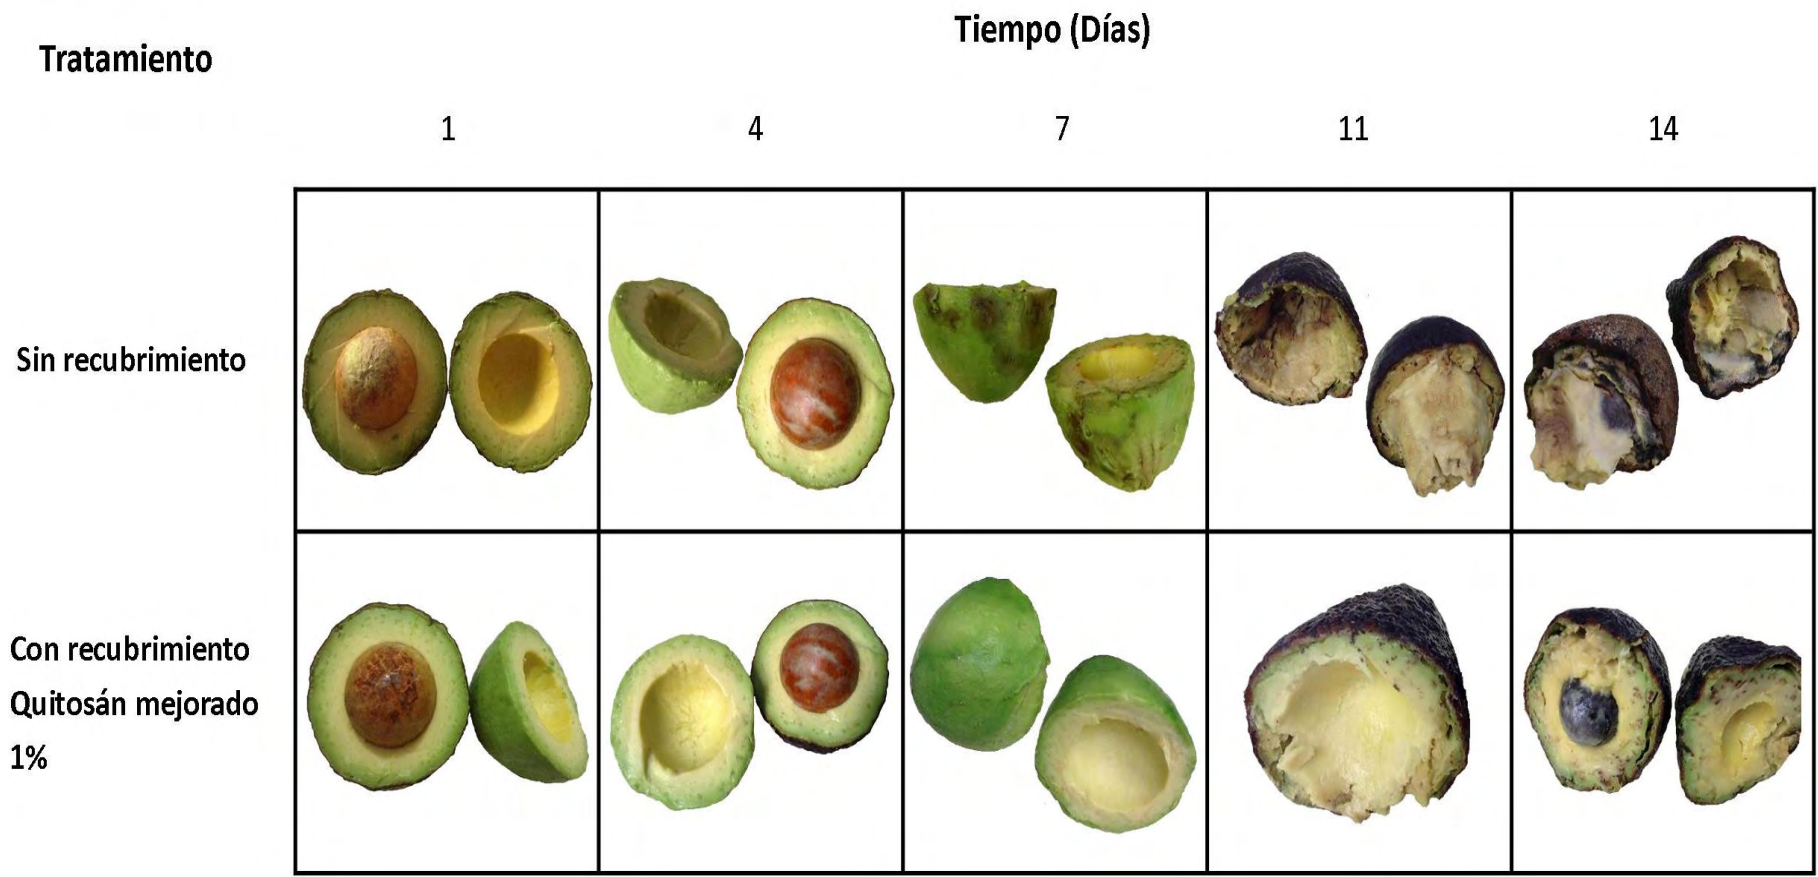 Tiempo (Días)
Tratamiento
1 4 7 11 14
Sin recubrimiento
Con recubrimiento
Quitosán mejorado
1%